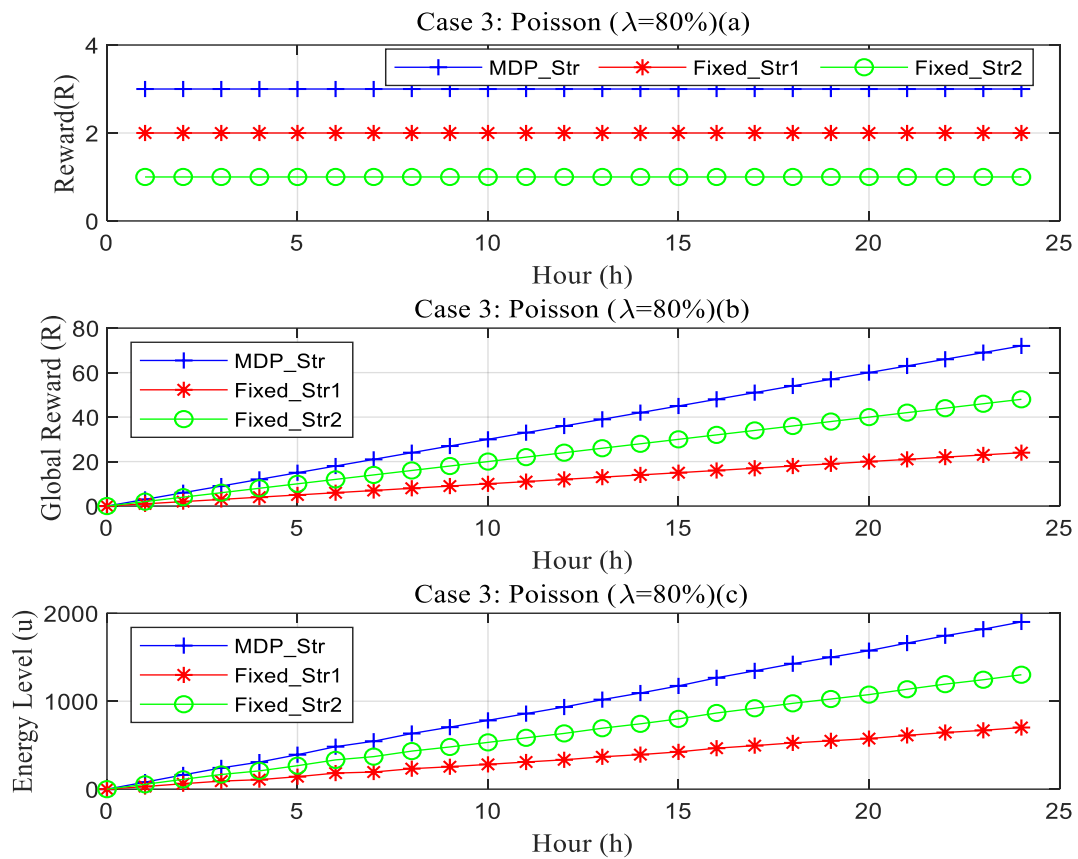 Case 3: Poisson (λ=80%)(a)
Reward(R)
4
2
0
MDP_Str Fixed_Str1 Fixed_Str2
0 5 10 15 20 25
Hour (h)
Case 3: Poisson (λ=80%)(b)
Global Reward (R)
80
60
40
20
0
MDP_Str
Fixed_Str1
Fixed_Str2
0 5 10 15 20 25
Hour (h)
Case 3: Poisson (λ=80%)(c)
Energy Level (u)
2000
1000
0
MDP_Str
Fixed_Str1
Fixed_Str2
0 5 10 15 20 25
Hour (h)